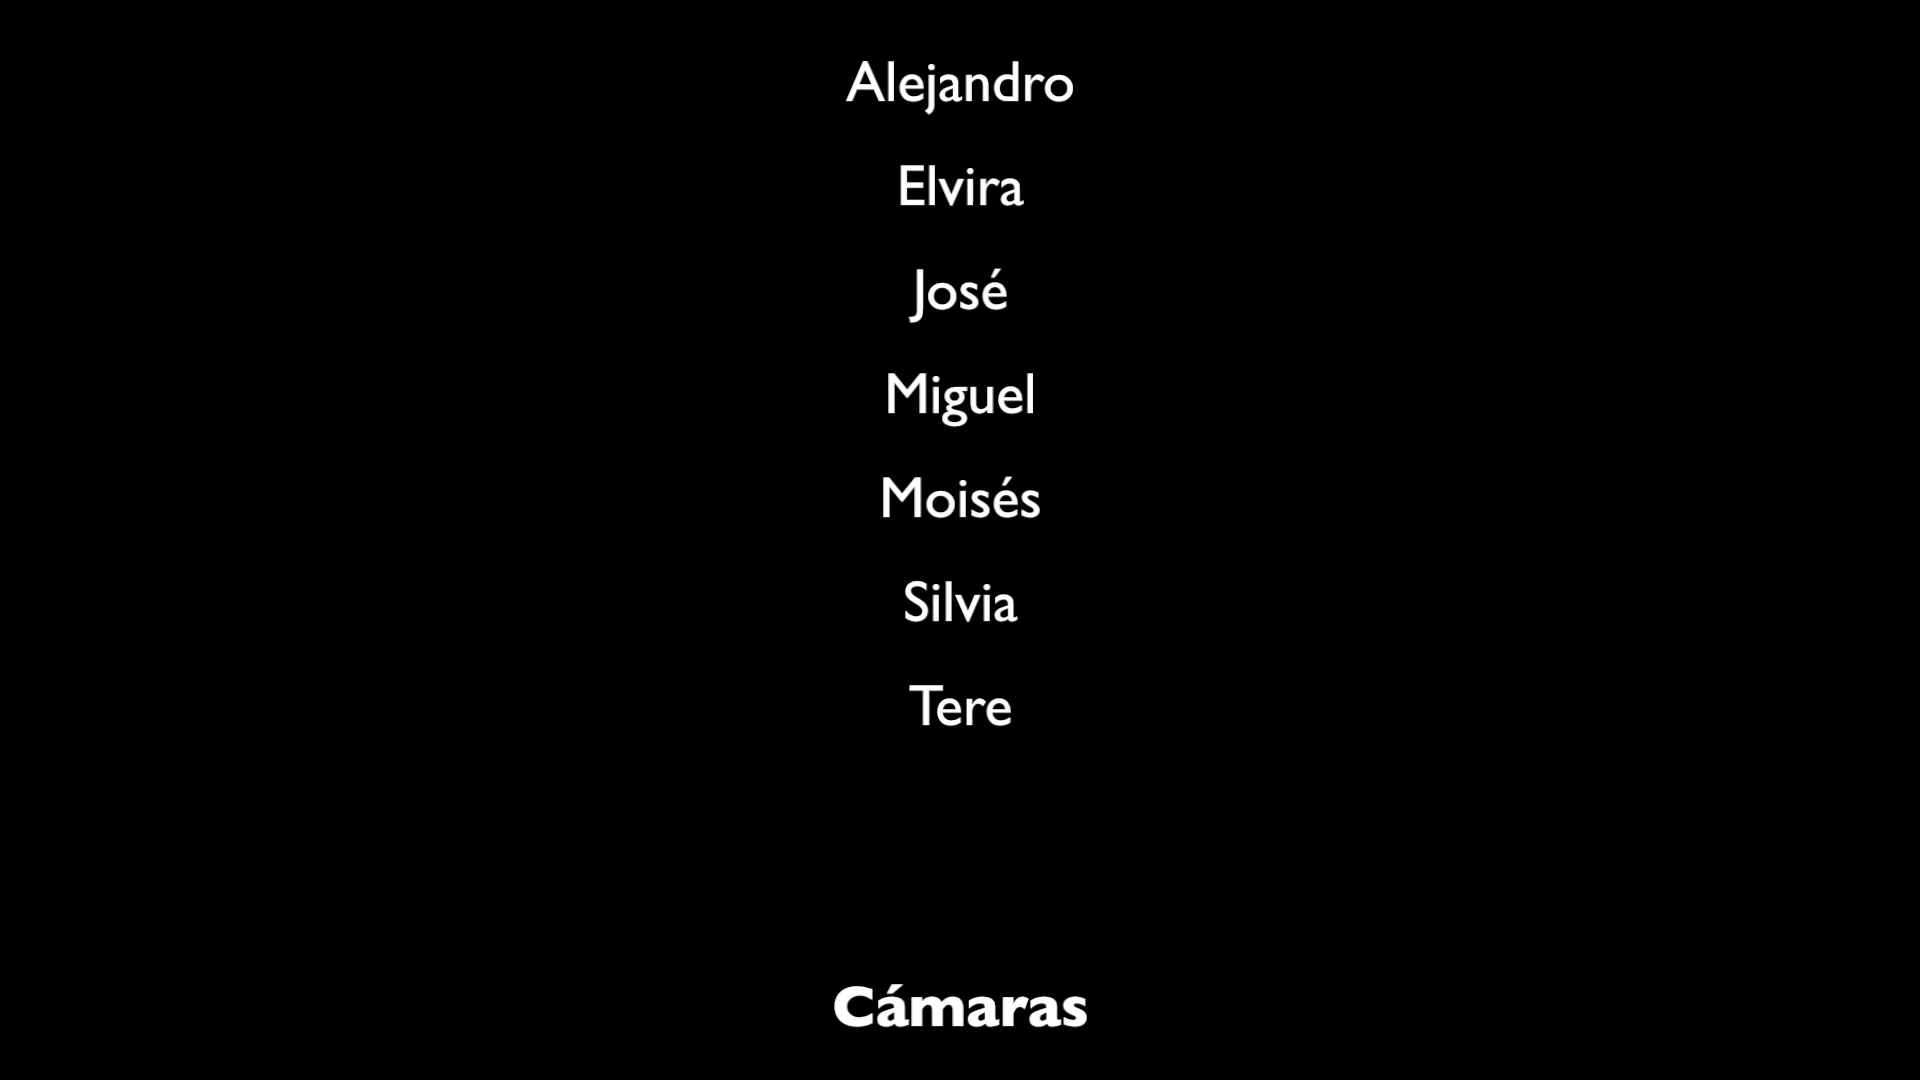 Alejandro
Elvira
José
Miguel
Moisés
Silvia
Tere
Cámaras